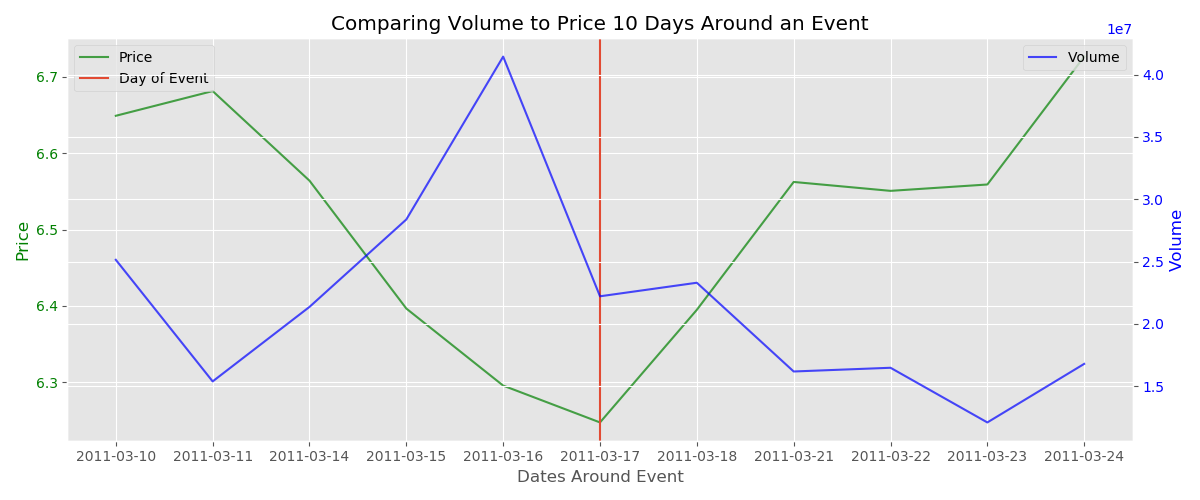 Comparing Volume to Price 10 Days Around an Event
1e7
Price
Day of Event
Volume
6.7
6.6
6.5
6.4
6.3
Price
4.0
3.5
3.0
2.5
2.0
1.5
Volume
2011-03-10 2011-03-11 2011-03-14 2011-03-15 2011-03-16 2011-03-17 2011-03-18 2011-03-21 2011-03-22 2011-03-23 2011-03-24
Dates Around Event